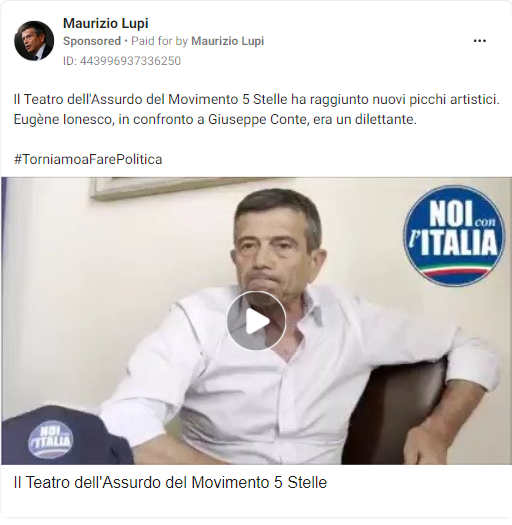 Maurizio Lupi
Sponsored • Paid for by Maurizio Lupi
ID: 443996937336250
Il Teatro dell'Assurdo del Movimento 5 Stelle ha raggiunto nuovi picchi artistici.
Eugène Ionesco, in confronto a Giuseppe Conte, era un dilettante.
#TorniamoaFarePolitica
NOI con
l'ITALIA
NOI con
l'ITALIA
Il Teatro dell'Assurdo del Movimento 5 Stelle